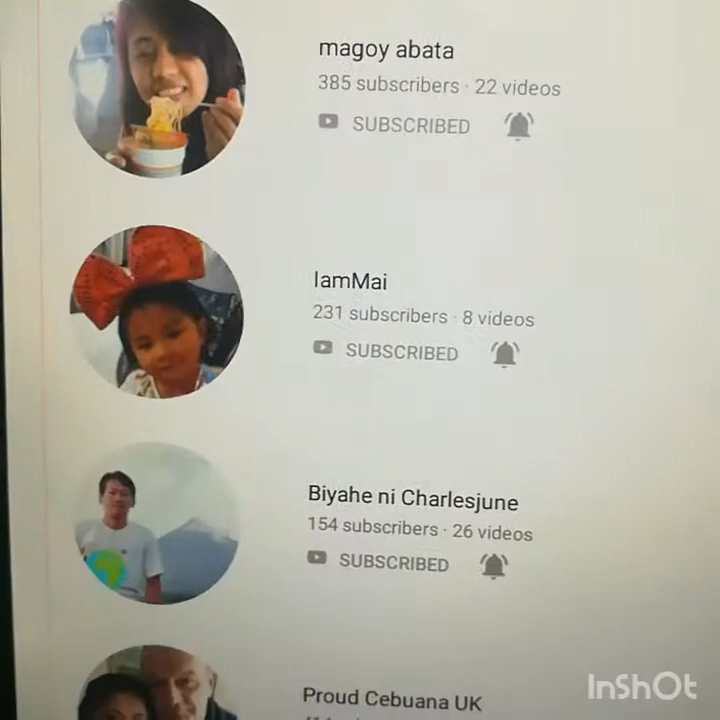 magoy abata
385 subscribers · 22 videos
SUBSCRIBED
IamMai
231 subscribers · 8 videos
SUBSCRIBED
Biyahe ni Charlesjune
154 subscribers · 26 videos
SUBSCRIBED
Proud Cebuana UK
InShOt